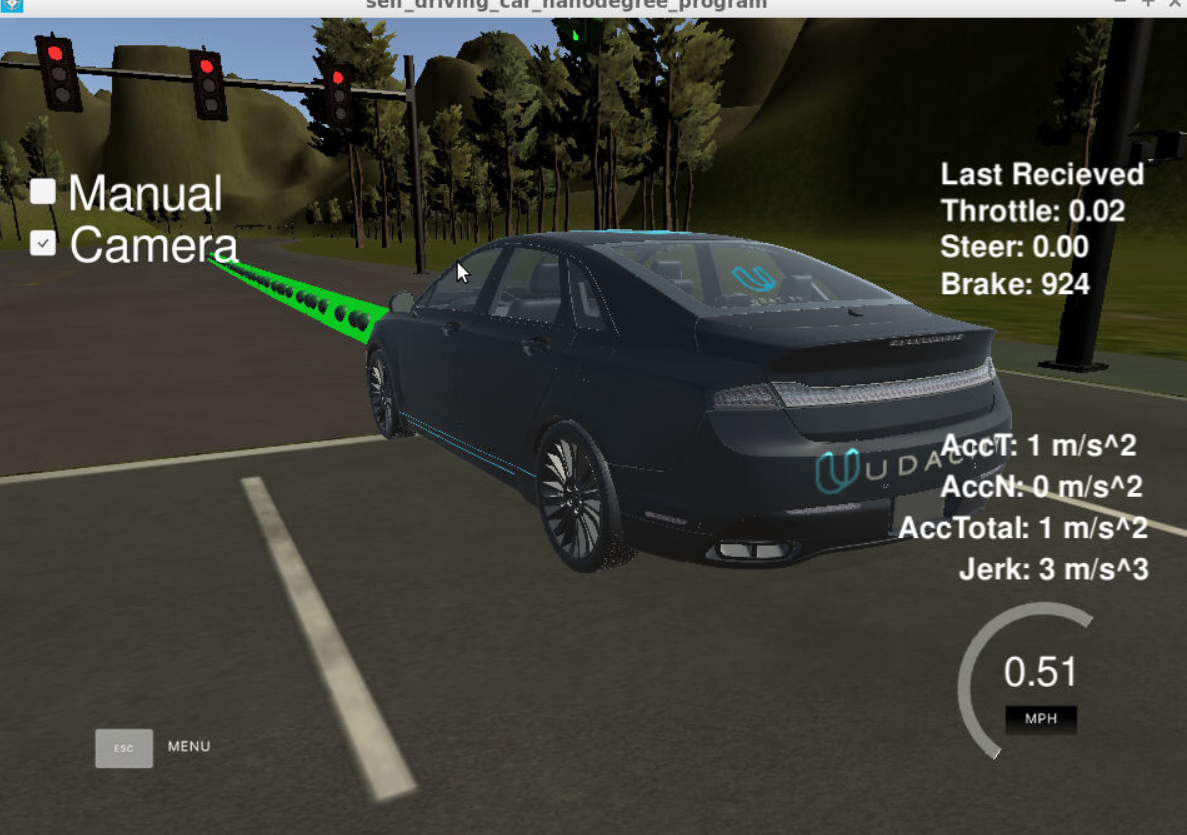 self_driving_car_nanodegree_program
Manual
Camera
Last Recieved
Throttle: 0.02
Steer: 0.00
Brake: 924
AccT: 1 m/s^2
UDAC
AccN: 0 m/s^2
AccTotal: 1 m/s^2
Jerk: 3 m/s^3
0.51
MPH
ESC
MENU